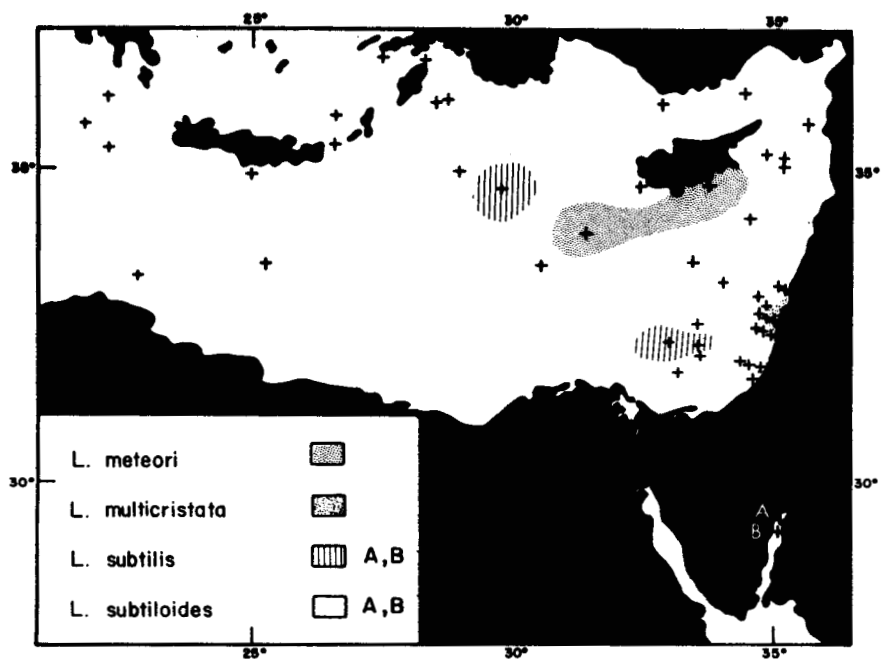 25° 30° 35°
35° 35°
A
B
30° 30°
L. meteori
L. multicristata
L. subtilis A,B
L. subtiloides A,B
25° 30° 35°